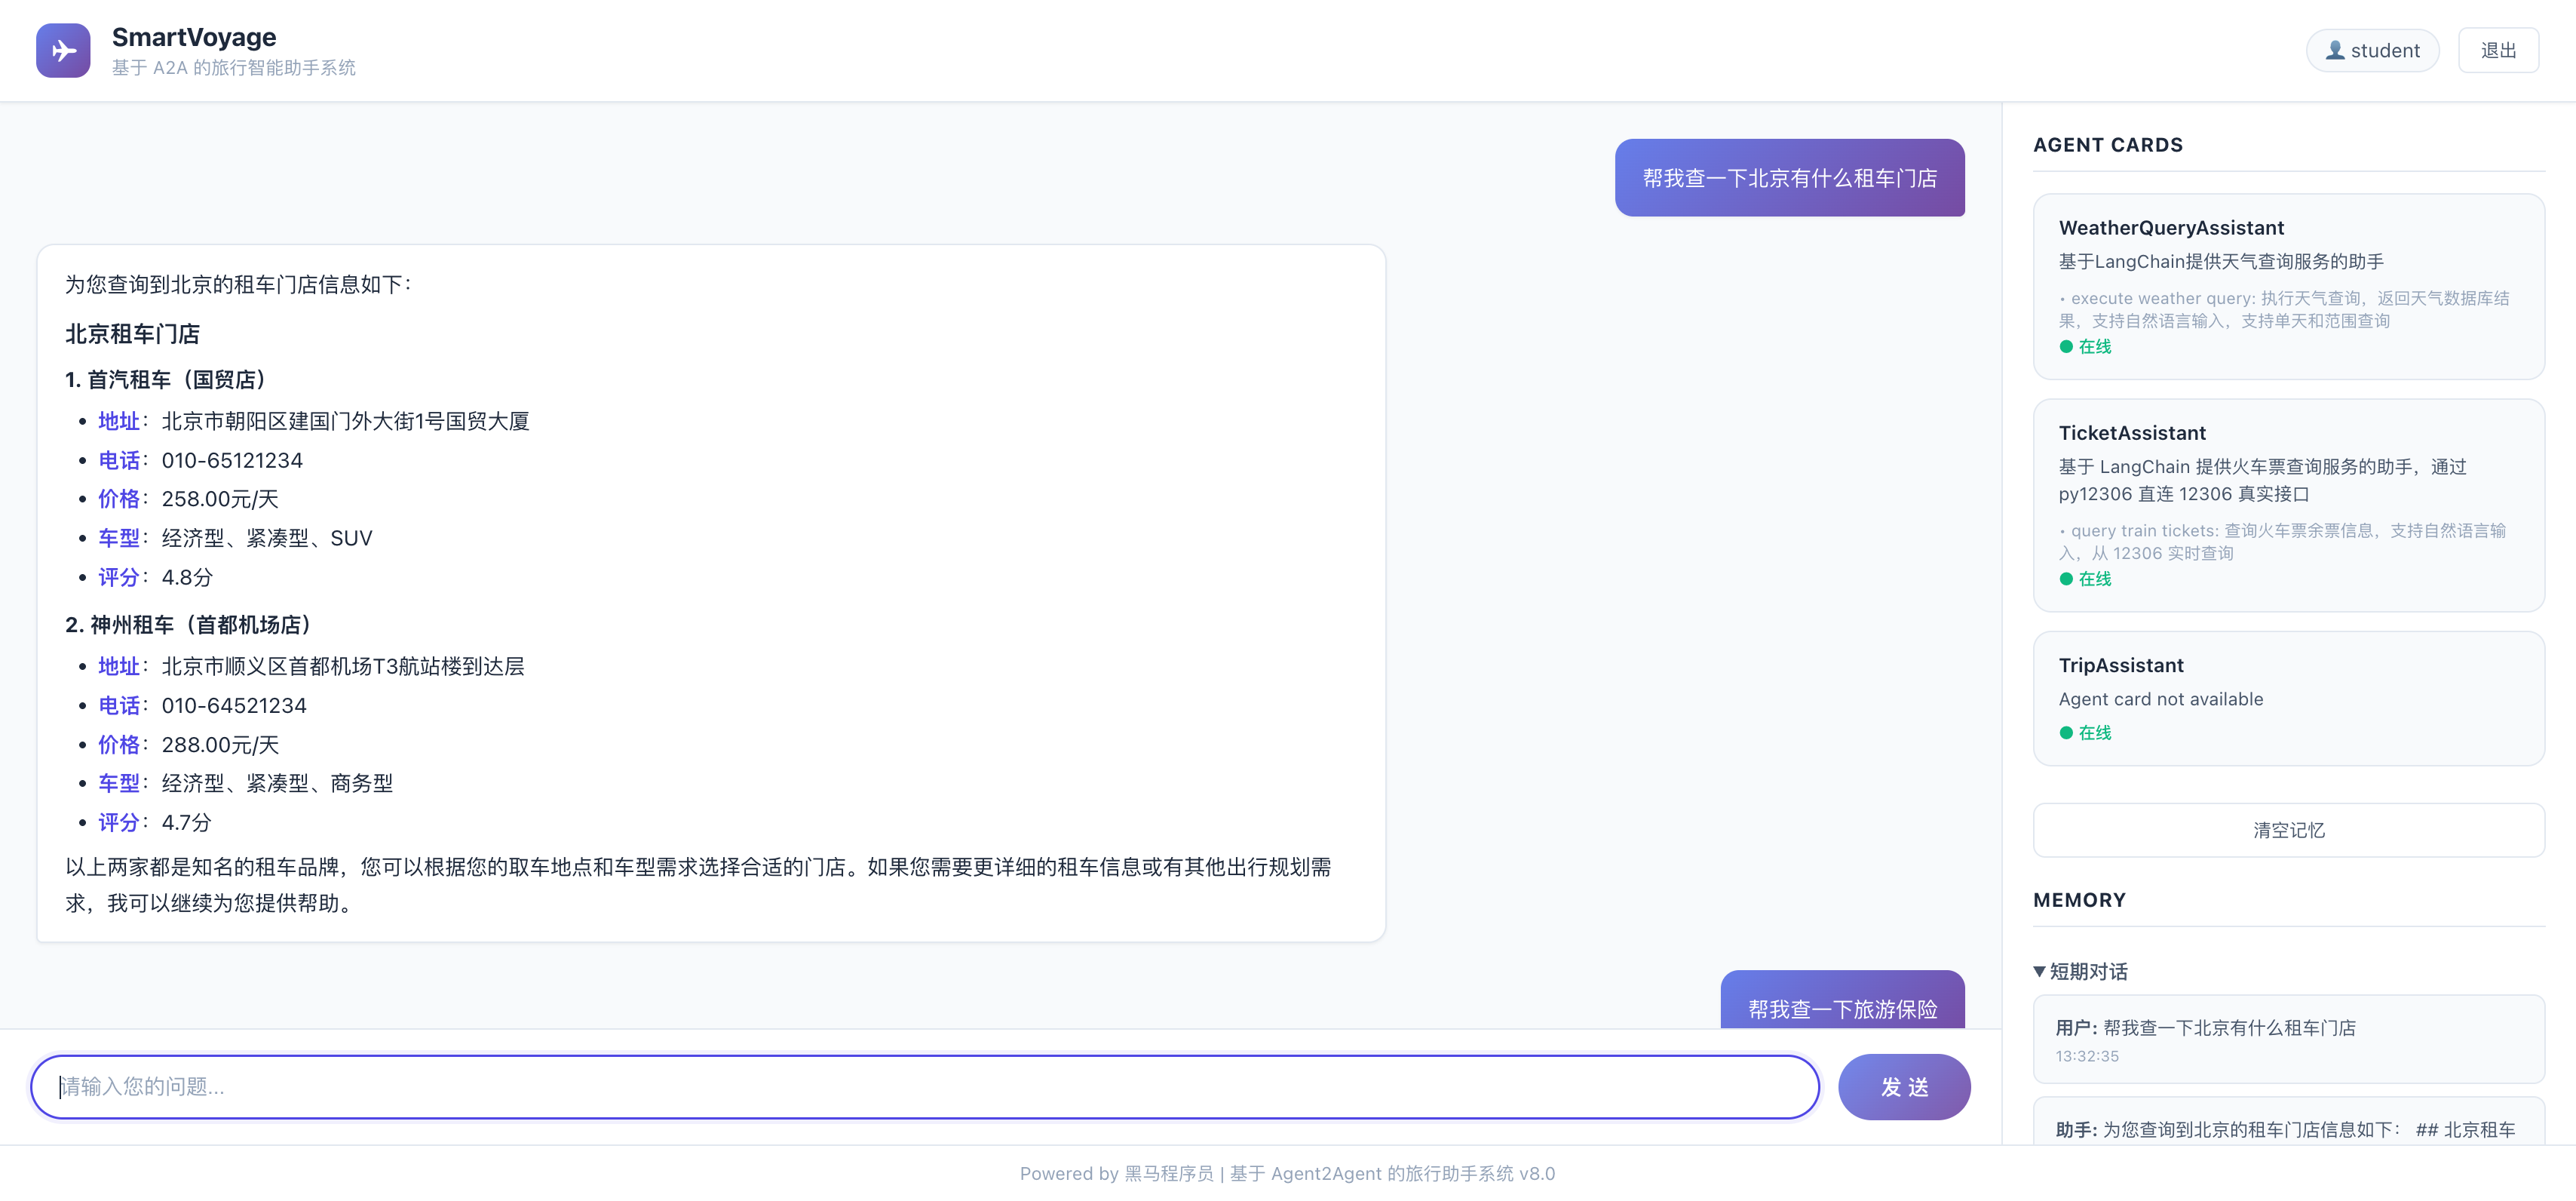 SmartVoyage
基于 A2A 的旅行智能助手系统
student
退出
帮我查一下北京有什么租车门店
为您查询到北京的租车门店信息如下：
北京租车门店
1. 首汽租车（国贸店）
• 地址： 北京市朝阳区建国门外大街1号国贸大厦
• 电话： 010-65121234
• 价格： 258.00元/天
• 车型： 经济型、紧凑型、SUV
• 评分： 4.8分
2. 神州租车（首都机场店）
• 地址： 北京市顺义区首都机场T3航站楼到达层
• 电话： 010-64521234
• 价格： 288.00元/天
• 车型： 经济型、紧凑型、商务型
• 评分： 4.7分
以上两家都是知名的租车品牌，您可以根据您的取车地点和车型需求选择合适的门店。如果您需要更详细的租车信息或有其他出行规划需
求，我可以继续为您提供帮助。
帮我查一下旅游保险
请输入您的问题...
发 送
AGENT CARDS
WeatherQueryAssistant
基于LangChain提供天气查询服务的助手
• execute weather query: 执行天气查询，返回天气数据库结
果，支持自然语言输入，支持单天和范围查询
在线
TicketAssistant
基于 LangChain 提供火车票查询服务的助手，通过
py12306 直连 12306 真实接口
• query train tickets: 查询火车票余票信息，支持自然语言输
入，从 12306 实时查询
在线
TripAssistant
Agent card not available
在线
清空记忆
MEMORY
▼ 短期对话
用户: 帮我查一下北京有什么租车门店
13:32:35
助手: 为您查询到北京的租车门店信息如下： ## 北京租车
Powered by 黑马程序员 | 基于 Agent2Agent 的旅行助手系统 v8.0